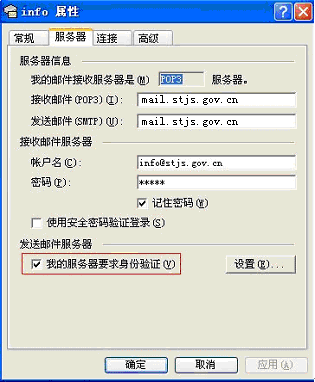 info 属性
常规 服务器 连接 高级
服务器信息
我的邮件接收服务器是(M) POP3 服务器。
接收邮件(POP3)(I): mail.stjs.gov.cn
发送邮件(SMTP)(U): mail.stjs.gov.cn
接收邮件服务器
帐户名(C): info@stjs.gov.cn
密码(P): *****
记住密码(W)
使用安全密码验证登录(S)
发送邮件服务器
我的服务器要求身份验证(V) 设置(E)...
确定 取消 应用(A)